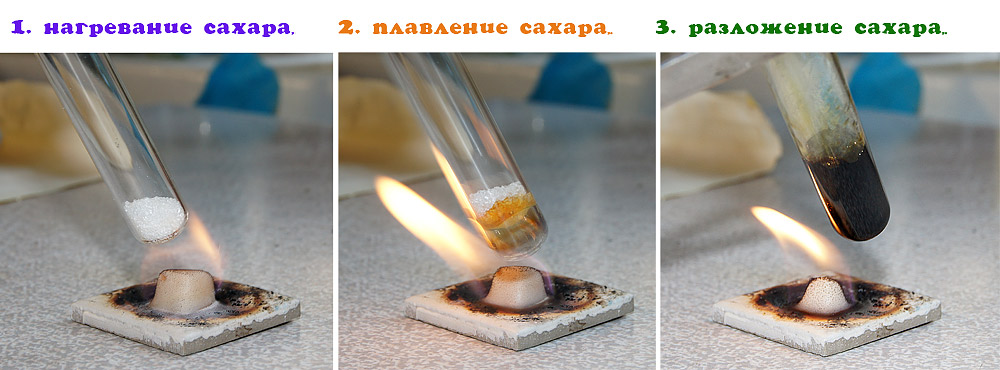 1. нагревание сахара.
2. плавление сахара..
3. разложение сахара..